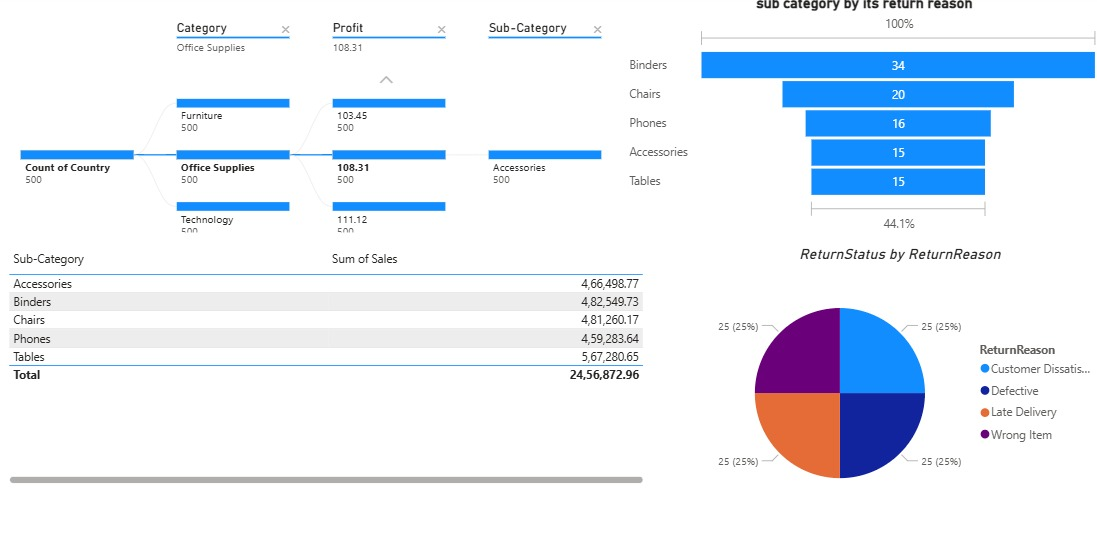 sub category by its return reason
Category
Profit
Sub-Category
Office Supplies
108.31
Furniture
500
103.45
500
Count of Country
500
Office Supplies
500
108.31
500
Accessories
500
Technology
500
111.12
500
100%
Binders 34
Chairs 20
Phones 16
Accessories 15
Tables 15
44.1%
Sub-Category Sum of Sales
Accessories 4,66,498.77
Binders 4,82,549.73
Chairs 4,81,260.17
Phones 4,59,283.64
Tables 5,67,280.65
Total 24,56,872.96
ReturnStatus by ReturnReason
25 (25%)
25 (25%)
25 (25%)
25 (25%)
ReturnReason
Customer Dissatis...
Defective
Late Delivery
Wrong Item